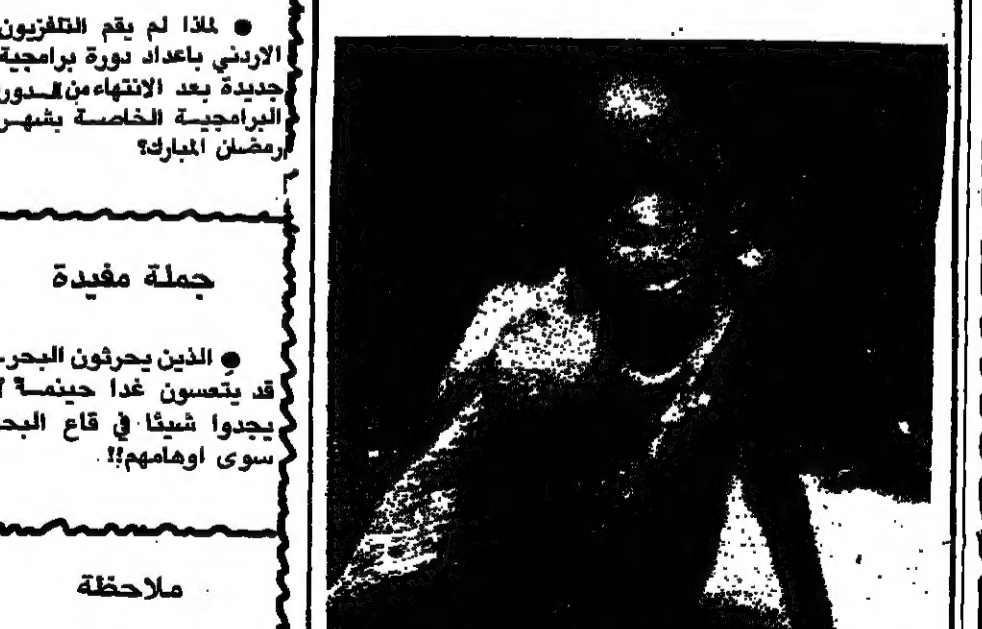 ● لماذا لم يقم التلفزيون
الاردني باعداد دورة برامجية
جديدة بعد الانتهاء من الدور
البرامجية الخاصة بشهر
رمضان المبارك؟
جملة مفيدة
● الذين يحرثون البحر
قد يتعسون غدا حينما
يجدوا شيئا في قاع البحر
سوى اوهامهم!!
ملاحظة